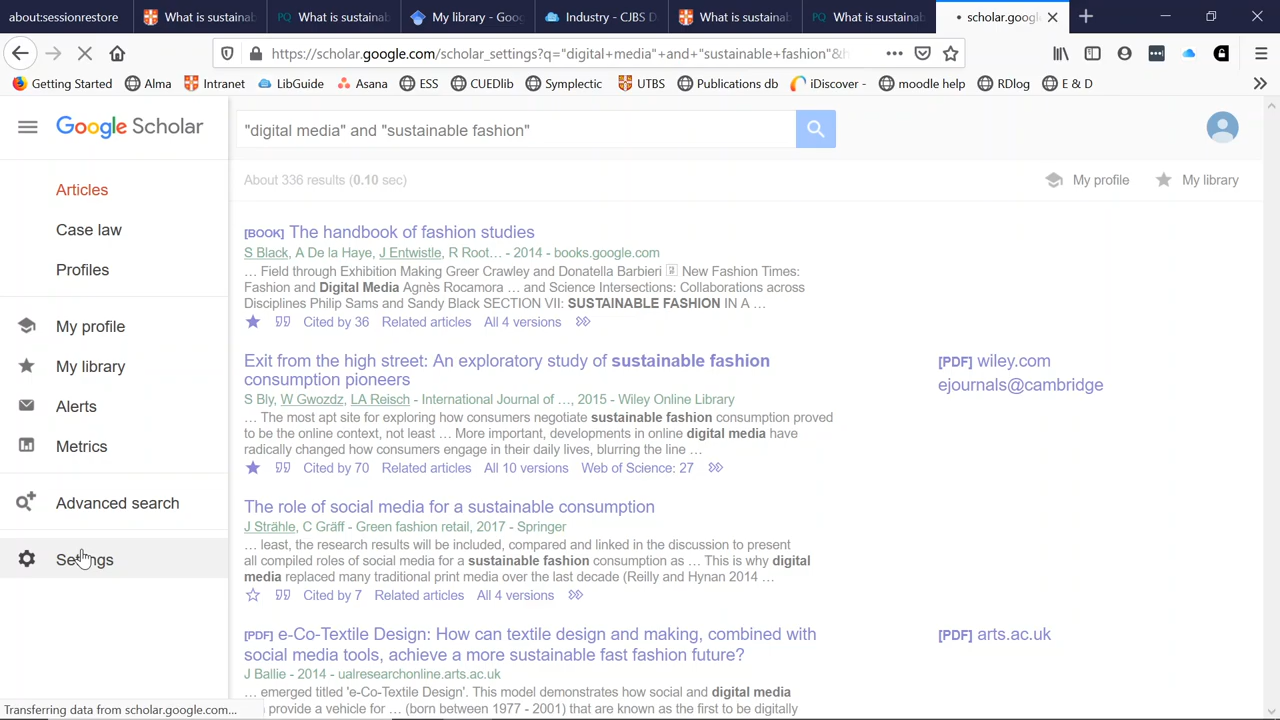 about:sessionrestore
What is sustainab
What is sustainab
My library - Goo
Industry - CJBS D
What is sustainab
What is sustainab
scholar.google
https://scholar.google.com/scholar_settings?q="digital+media"+and+"sustainable+fashion"&h
Getting Started
Alma
Intranet
LibGuide
Asana
ESS
CUEDlib
Symplectic
UTBS
Publications db
iDiscover -
moodle help
RDlog
E & D
Google Scholar
"digital media" and "sustainable fashion"
Articles
Case law
Profiles
My profile
My library
Alerts
Metrics
Advanced search
Settings
About 336 results (0.10 sec)
My profile
My library
[BOOK] The handbook of fashion studies
S Black, A De la Haye, J Entwistle, R Root… - 2014 - books.google.com
… Field through Exhibition Making Greer Crawley and Donatella Barbieri New Fashion Times:
Fashion and Digital Media Agnès Rocamora … and Science Intersections: Collaborations across
Disciplines Philip Sams and Sandy Black SECTION VII: SUSTAINABLE FASHION IN A …
Cited by 36 Related articles All 4 versions
Exit from the high street: An exploratory study of sustainable fashion
consumption pioneers
[PDF] wiley.com
ejournals@cambridge
S Bly, W Gwozdz, LA Reisch - International Journal of …, 2015 - Wiley Online Library
… The most apt site for exploring how consumers negotiate sustainable fashion consumption proved
to be the online context, not least … More important, developments in online digital media have
radically changed how consumers engage in their daily lives, blurring the line …
Cited by 70 Related articles All 10 versions Web of Science: 27
The role of social media for a sustainable consumption
J Strähle, C Gräff - Green fashion retail, 2017 - Springer
… least, the research results will be included, compared and linked in the discussion to present
all compiled roles of social media for a sustainable fashion consumption as … This is why digital
media replaced many traditional print media over the last decade (Reilly and Hynan 2014 …
Cited by 7 Related articles All 4 versions
[PDF] e-Co-Textile Design: How can textile design and making, combined with
social media tools, achieve a more sustainable fast fashion future?
[PDF] arts.ac.uk
J Ballie - 2014 - ualresearchonline.arts.ac.uk
… emerged titled 'e-Co-Textile Design'. This model demonstrates how social and digital media
provide a vehicle for … (born between 1977 - 2001) that are known as the first to be digitally
Transferring data from scholar.google.com...